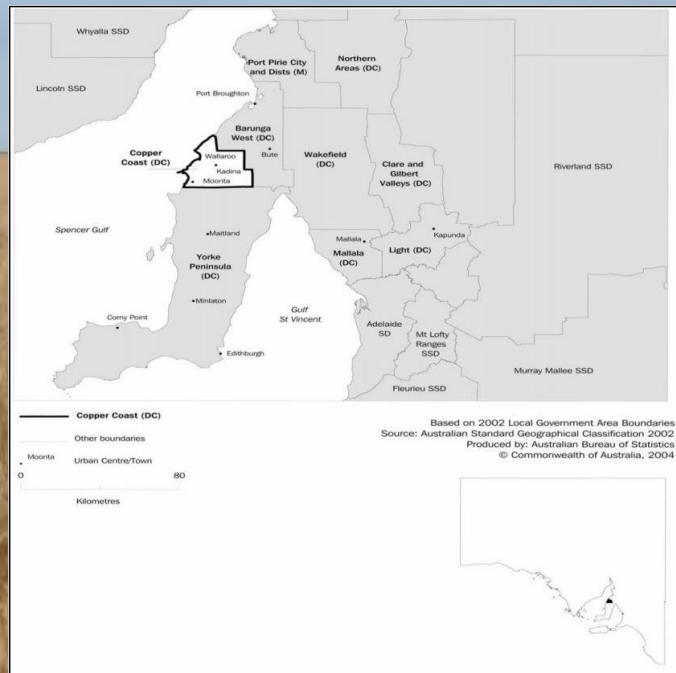 Whyalla SSD
Lincoln SSD
Port Pirie City
and Dists (M)
Northern
Areas (DC)
Port Broughton
Barunga
West (DC)
Bute
Copper
Coast (DC)
Wallaroo
Kadina
Moonta
Wakefield
(DC)
Clare and
Gilbert
Valleys (DC)
Riverland SSD
Spencer Gulf
Maitland
Yorke
Peninsula
(DC)
Minlaton
Corny Point
Edithburgh
Gulf
St Vincent
Mallala
Mallala
(DC)
Light (DC)
Kapunda
Adelaide
SD
Mt Lofty
Ranges
SSD
Fleurieu SSD
Murray Mallee SSD
Copper Coast (DC)
Other boundaries
Moonta
Urban Centre/Town
0 80
Kilometres
Based on 2002 Local Government Area Boundaries
Source: Australian Standard Geographical Classification 2002
Produced by: Australian Bureau of Statistics
© Commonwealth of Australia, 2004